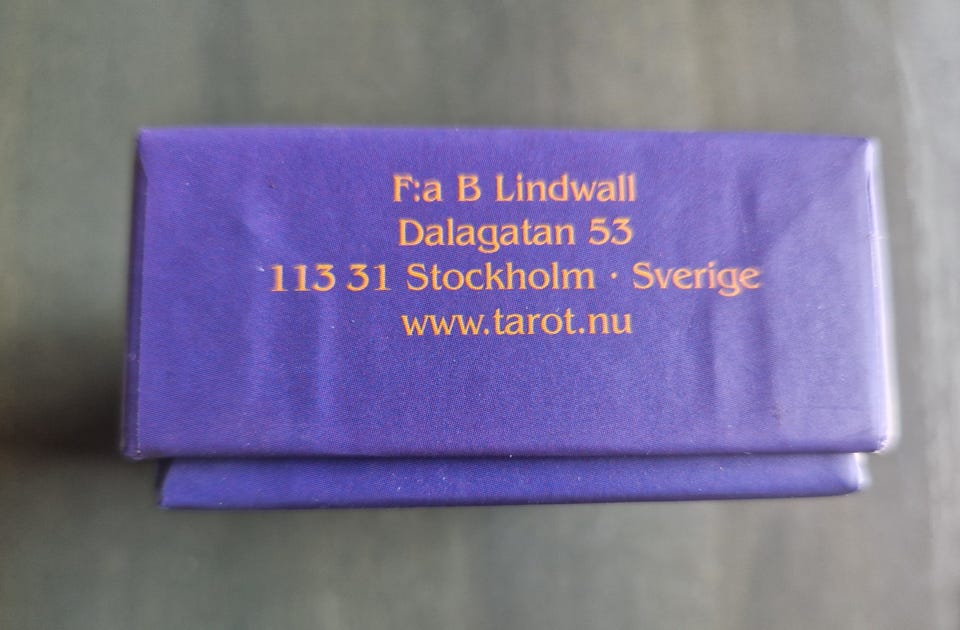 F:a B Lindwall
Dalagatan 53
113 31 Stockholm · Sverige
www.tarot.nu